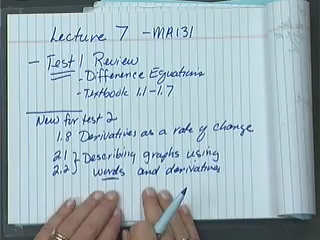 Lecture 7 - MA131
- Test 1 Review
- Difference Equations
- Textbook 1.1-1.7
New for test 2
1.8 Derivatives as a rate of change
2.1 } Describing graphs using
2.2 words and derivatives